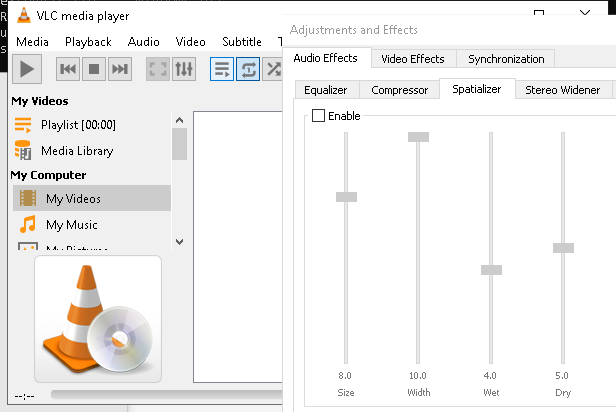 VLC media player
Media Playback Audio Video Subtitle
My Videos
Playlist [00:00]
Media Library
My Computer
My Videos
My Music
My Pictures
--:--
Adjustments and Effects
Audio Effects Video Effects Synchronization
Equalizer Compressor Spatializer Stereo Widener
Enable
8.0 10.0 4.0 5.0
Size Width Wet Dry